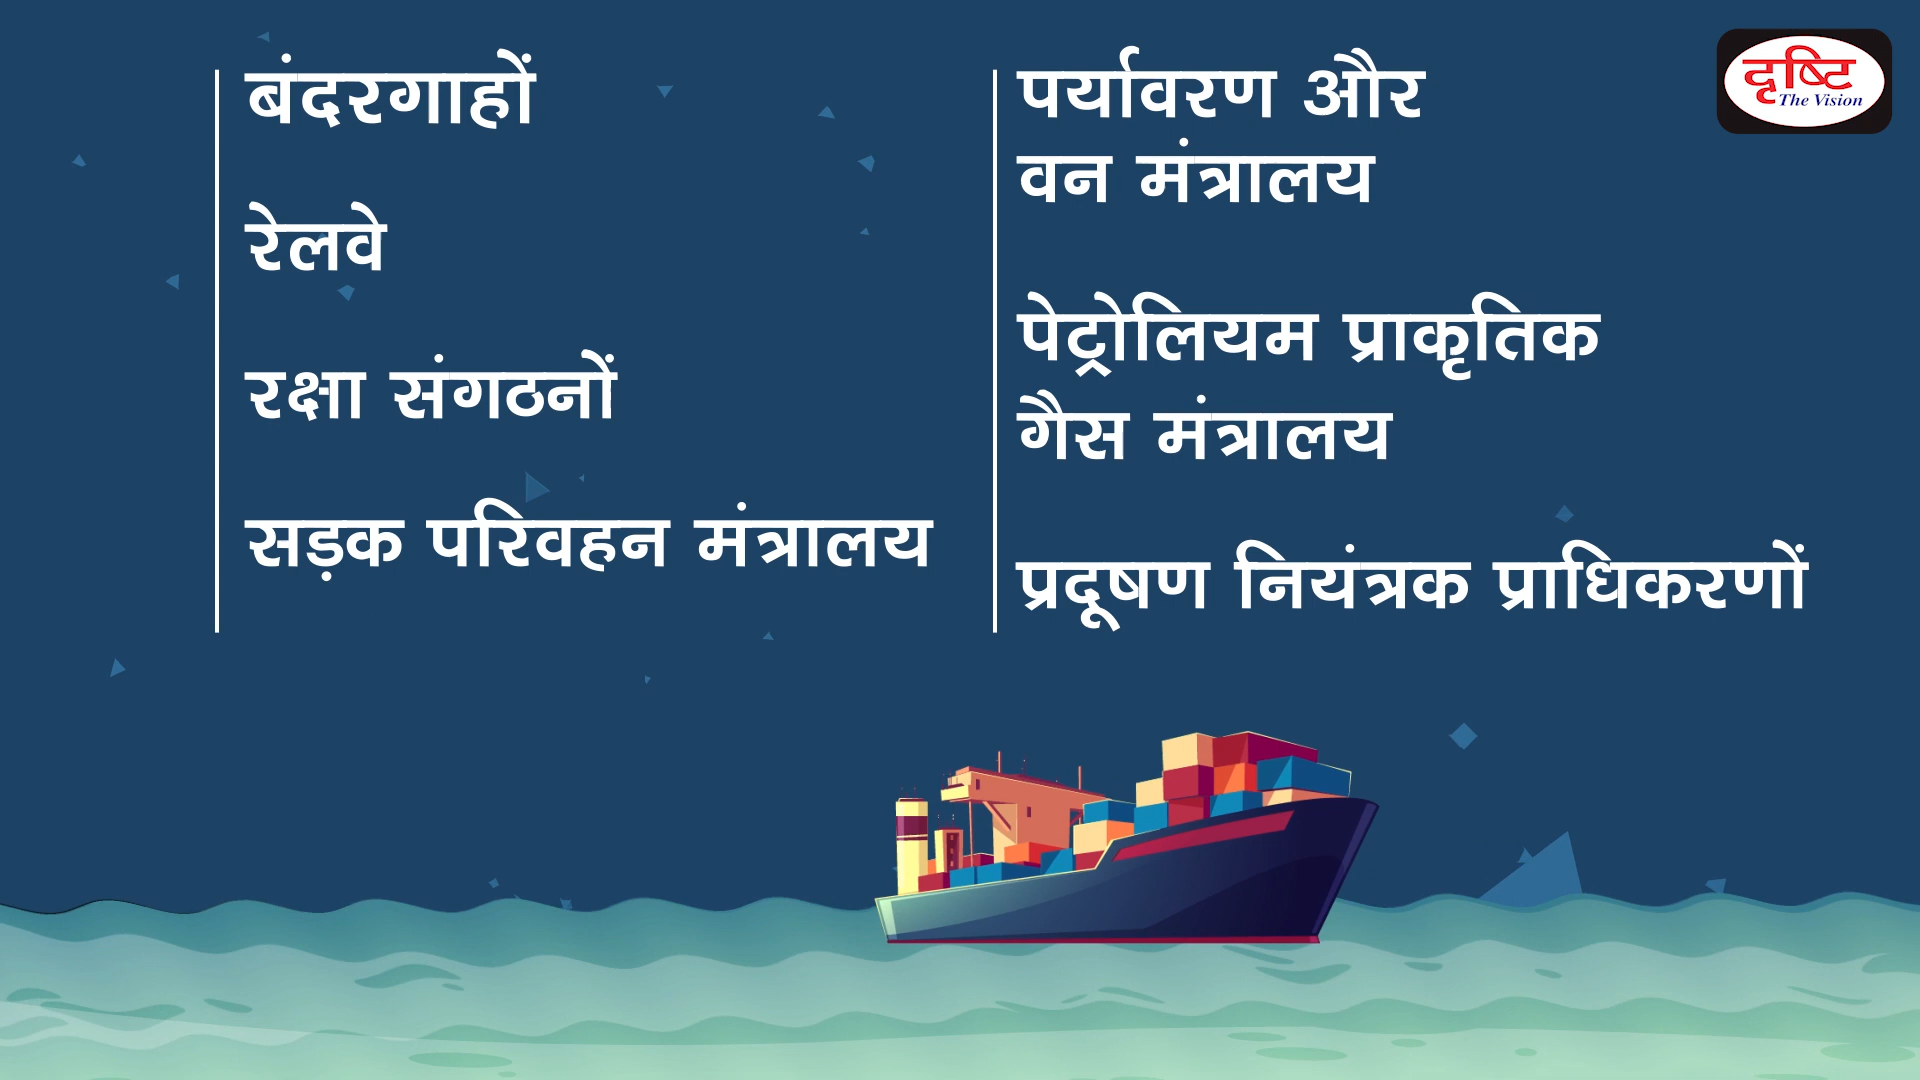 बंदरगाहों
रेलवे
रक्षा संगठनों
सड़क परिवहन मंत्रालय
पर्यावरण और
वन मंत्रालय
पेट्रोलियम प्राकृतिक
गैस मंत्रालय
प्रदूषण नियंत्रक प्राधिकरणों
दृष्टि
The Vision